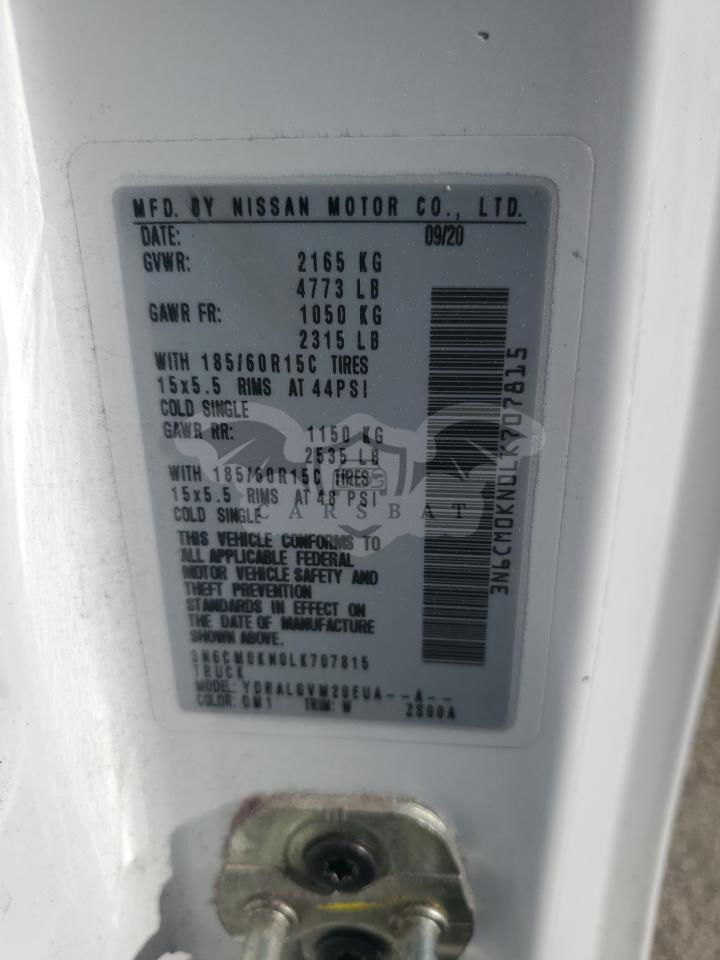 MFD. BY NISSAN MOTOR CO., LTD.
DATE: 09/20
GVWR: 2165 KG
4773 LB
GAWR FR: 1050 KG
2315 LB
WITH 185/60R15C TIRES
15x5.5 RIMS AT 44PSI
COLD SINGLE
GAWR RR: 1150 KG
2535 LB
WITH 185/60R15C TIRES
15x5.5 RIMS AT 48 PSI
COLD SINGLE
THIS VEHICLE CONFORMS TO
ALL APPLICABLE FEDERAL
MOTOR VEHICLE SAFETY AND
THEFT PREVENTION
STANDARDS IN EFFECT ON
THE DATE OF MANUFACTURE
SHOWN ABOVE.
3N6CM0KN0LK707815
TRUCK
MODEL: YDRALGVM20EUA--A--
COLOR: QM1 TRIM: W 2S00A
3N6CM0KN0LK707815
CARSBAT